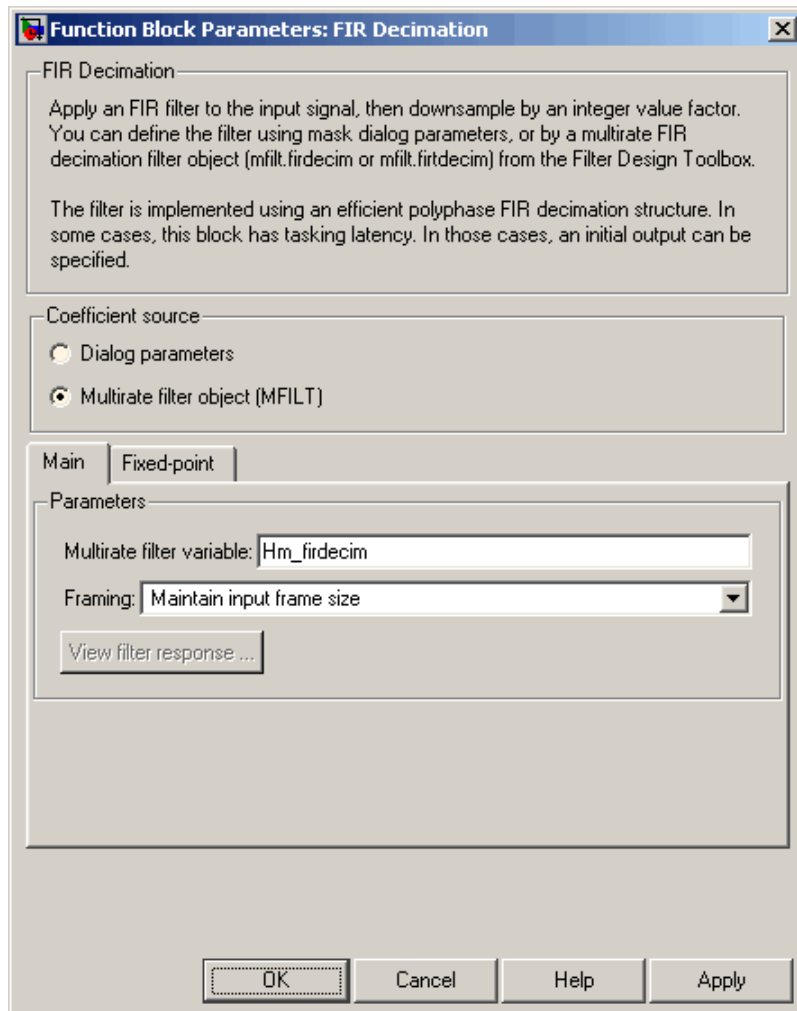 Function Block Parameters: FIR Decimation
FIR Decimation
Apply an FIR filter to the input signal, then downsample by an integer value factor.
You can define the filter using mask dialog parameters, or by a multirate FIR
decimation filter object (mfilt.firdecim or mfilt.firtdecim) from the Filter Design Toolbox.
The filter is implemented using an efficient polyphase FIR decimation structure. In
some cases, this block has tasking latency. In those cases, an initial output can be
specified.
Coefficient source
Dialog parameters
Multirate filter object (MFILT)
Main Fixed-point
Parameters
Multirate filter variable: Hm_firdecim
Framing: Maintain input frame size
View filter response ...
OK Cancel Help Apply